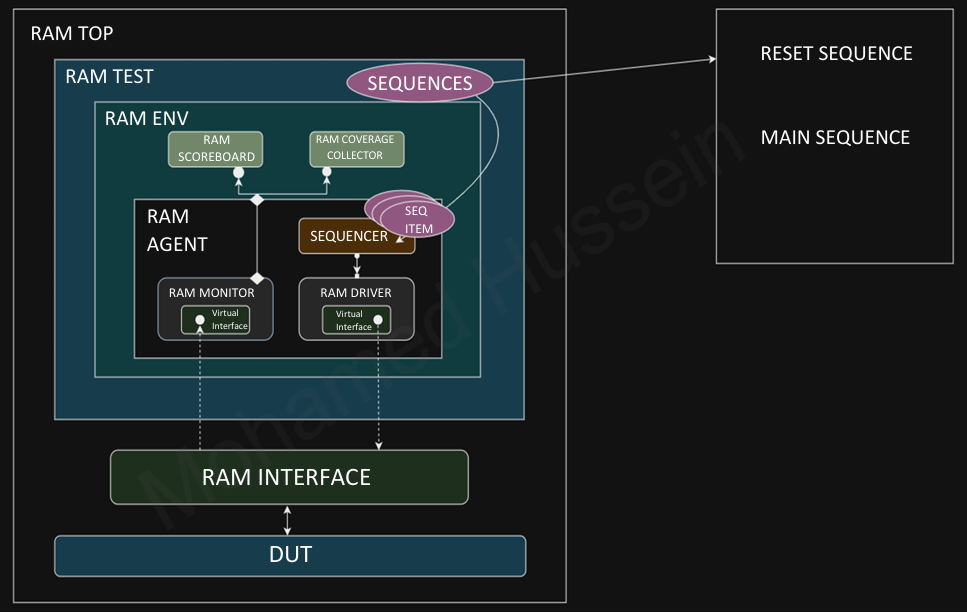 RAM TOP
RAM TEST
SEQUENCES
RESET SEQUENCE
MAIN SEQUENCE
RAM ENV
RAM
SCOREBOARD
RAM COVERAGE
COLLECTOR
RAM
AGENT
SEQ
ITEM
SEQUENCER
RAM MONITOR
Virtual
Interface
RAM DRIVER
Virtual
Interface
RAM INTERFACE
DUT
Mohamed Hussein